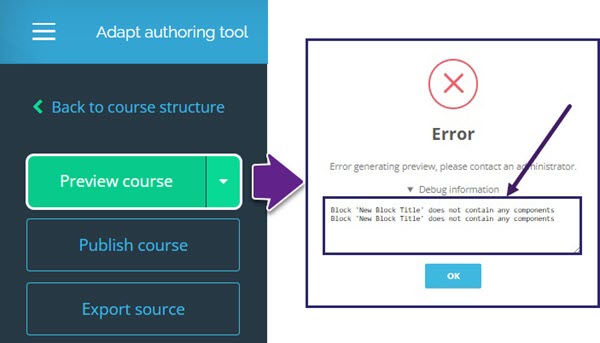 Adapt authoring tool
Back to course structure
Preview course
Publish course
Export source
Error
Error generating preview, please contact an administrator.
Debug information
Block 'New Block Title' does not contain any components
Block 'New Block Title' does not contain any components
OK